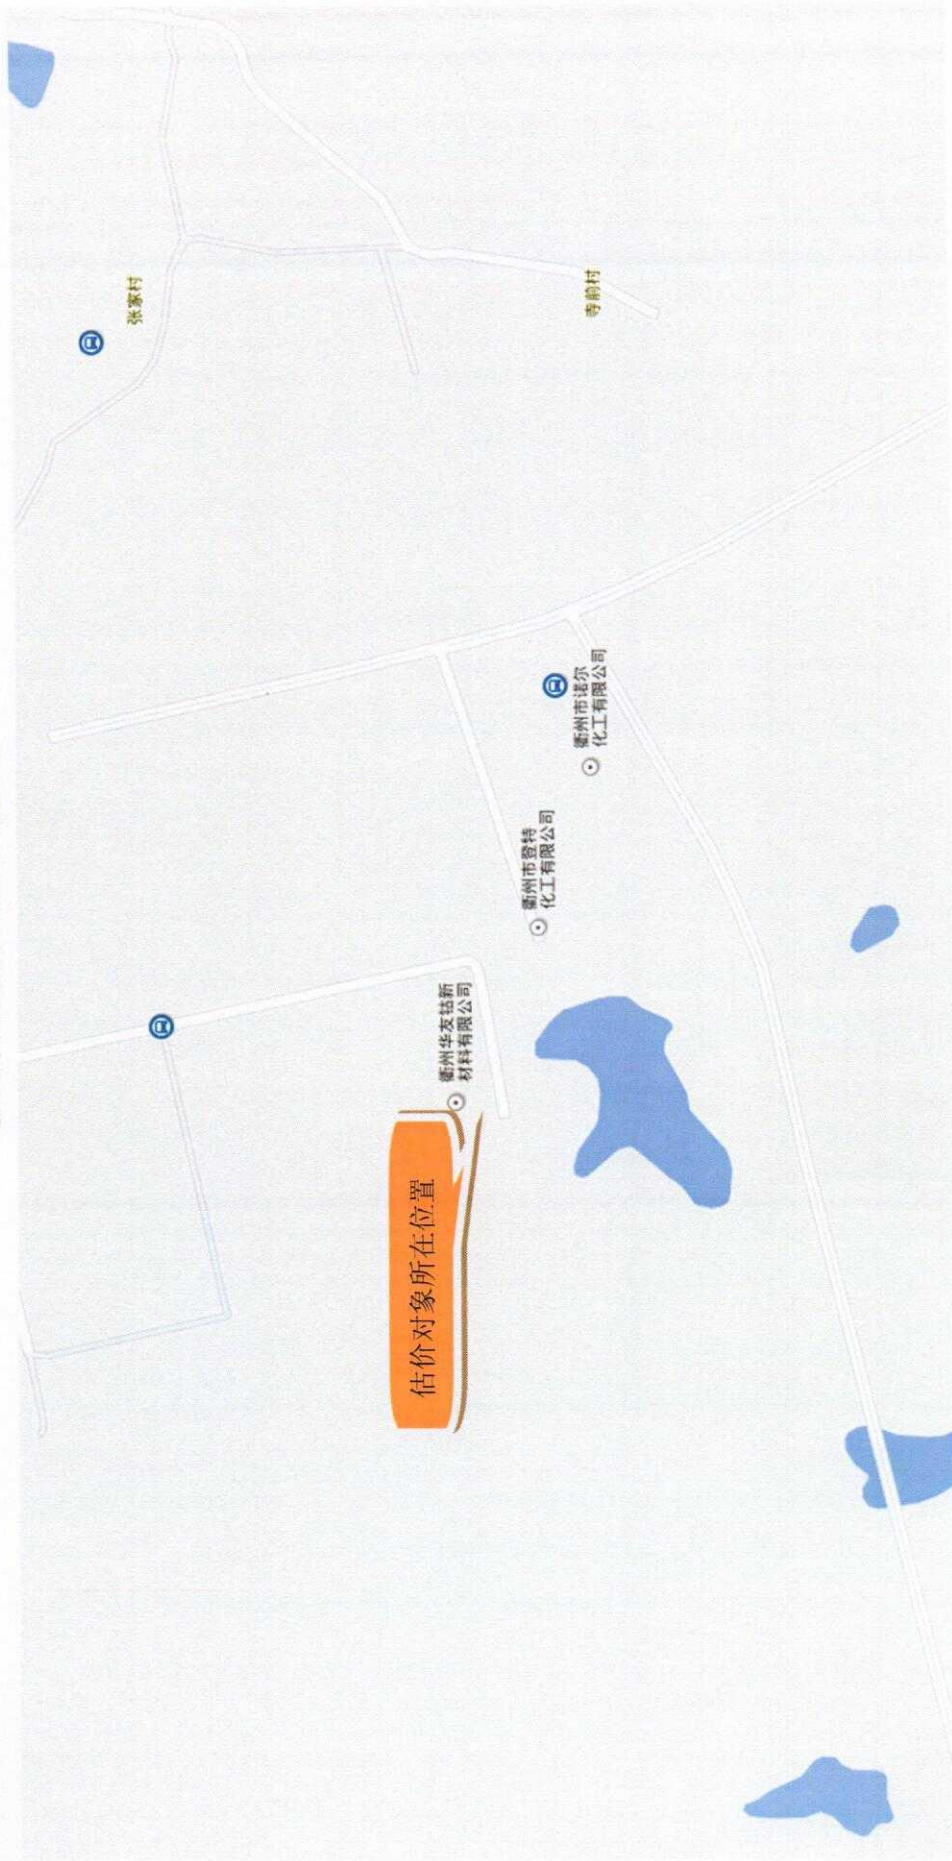 张家村
寺前村
衢州市诺尔
化工有限公司
衢州市登特
化工有限公司
衢州华友钴新
材料有限公司
估价对象所在位置